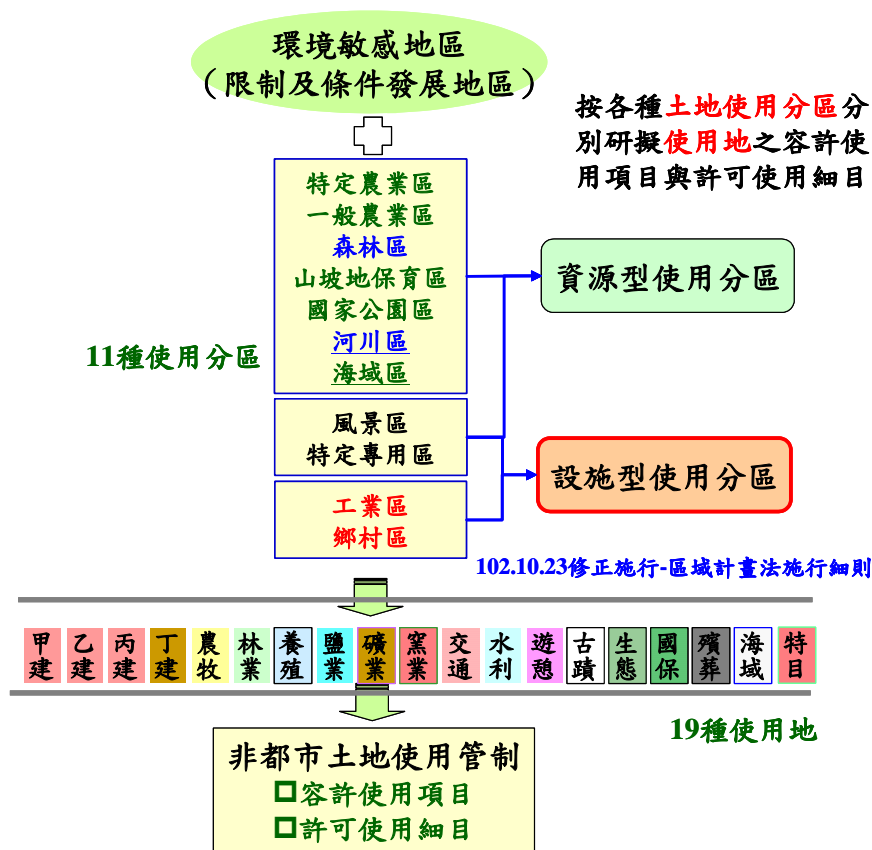 環境敏感地區
（限制及條件發展地區）
按各種土地使用分區分
別研擬使用地之容許使
用項目與許可使用細目
特定農業區
一般農業區
森林區
山坡地保育區
國家公園區
河川區
海域區
11種使用分區
資源型使用分區
風景區
特定專用區
設施型使用分區
工業區
鄉村區
102.10.23修正施行-區域計畫法施行細則
甲建
乙建
丙建
丁建
農牧
林業
養殖
鹽業
礦業
窯業
交通
水利
遊憩
古蹟
生態
國保
殯葬
海域
特目
19種使用地
非都市土地使用管制
容許使用項目
許可使用細目